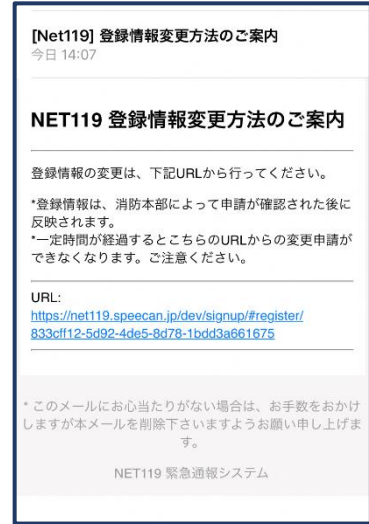 [Net119] 登録情報変更方法のご案内
今日 14:07
NET119 登録情報変更方法のご案内
登録情報の変更は、下記URLから行ってください。
*登録情報は、消防本部によって申請が確認された後に
反映されます。
*一定時間が経過するとこちらのURLからの変更申請が
できなくなります。ご注意ください。
URL:
https://net119.speecan.jp/dev/signup/#register/
833cff12-5d92-4de5-8d78-1bdd3a661675
* このメールにお心当たりがない場合は、お手数をおかけ
しますが本メールを削除下さいますようお願い申し上げま
す。
NET119 緊急通報システム